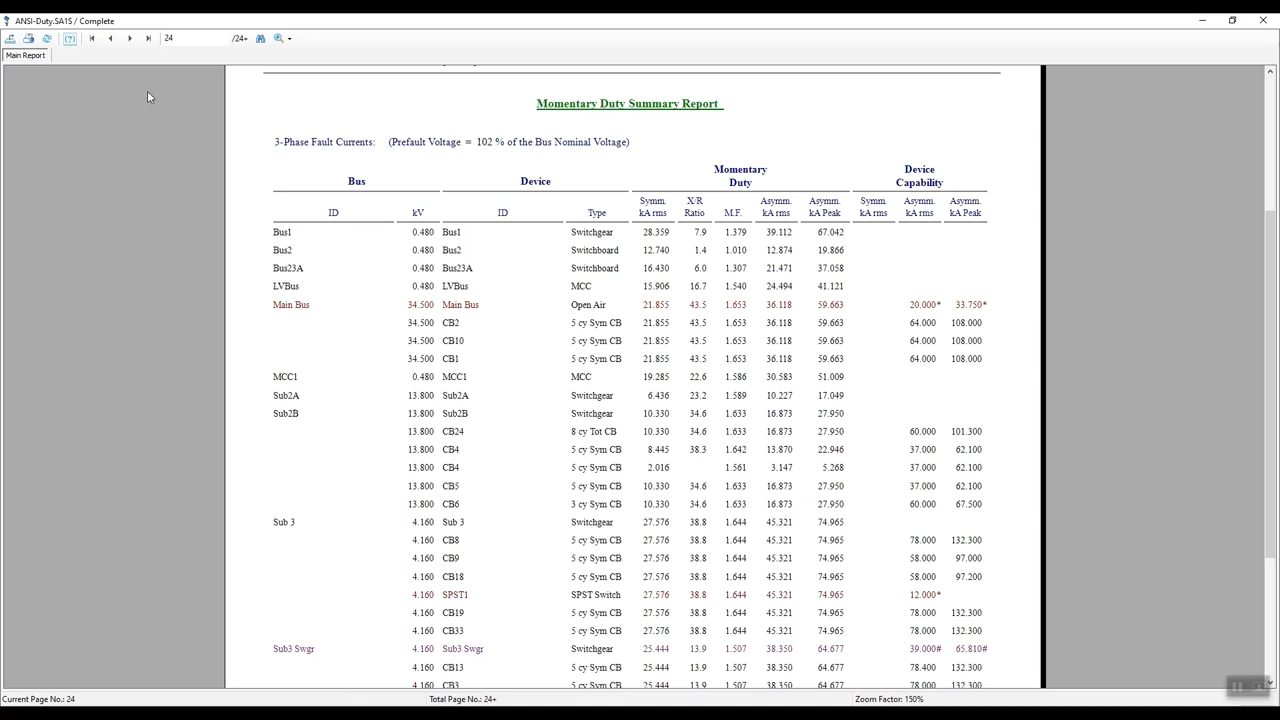 ANSI-Duty.SA1S / Complete
24 /24+
Main Report
Momentary Duty Summary Report
3-Phase Fault Currents: (Prefault Voltage = 102 % of the Bus Nominal Voltage)
Bus Device Momentary Duty Device Capability
ID kV ID Type Symm. kA rms X/R Ratio M.F. Asymm. kA rms Asymm. kA Peak Symm. kA rms Asymm. kA rms Asymm. kA Peak
Bus1 0.480 Bus1 Switchgear 28.359 7.9 1.379 39.112 67.042
Bus2 0.480 Bus2 Switchboard 12.740 1.4 1.010 12.874 19.866
Bus23A 0.480 Bus23A Switchboard 16.430 6.0 1.307 21.471 37.058
LVBus 0.480 LVBus MCC 15.906 16.7 1.540 24.494 41.121
Main Bus 34.500 Main Bus Open Air 21.855 43.5 1.653 36.118 59.663 20.000* 33.750*
34.500 CB2 5 cy Sym CB 21.855 43.5 1.653 36.118 59.663 64.000 108.000
34.500 CB10 5 cy Sym CB 21.855 43.5 1.653 36.118 59.663 64.000 108.000
34.500 CB1 5 cy Sym CB 21.855 43.5 1.653 36.118 59.663 64.000 108.000
MCC1 0.480 MCC1 MCC 19.285 22.6 1.586 30.583 51.009
Sub2A 13.800 Sub2A Switchgear 6.436 23.2 1.589 10.227 17.049
Sub2B 13.800 Sub2B Switchgear 10.330 34.6 1.633 16.873 27.950
13.800 CB24 8 cy Tot CB 10.330 34.6 1.633 16.873 27.950 60.000 101.300
13.800 CB4 5 cy Sym CB 8.445 38.3 1.642 13.870 22.946 37.000 62.100
13.800 CB4 5 cy Sym CB 2.016 1.561 3.147 5.268 37.000 62.100
13.800 CB5 5 cy Sym CB 10.330 34.6 1.633 16.873 27.950 37.000 62.100
13.800 CB6 3 cy Sym CB 10.330 34.6 1.633 16.873 27.950 60.000 67.500
Sub 3 4.160 Sub 3 Switchgear 27.576 38.8 1.644 45.321 74.965
4.160 CB8 5 cy Sym CB 27.576 38.8 1.644 45.321 74.965 78.000 132.300
4.160 CB9 5 cy Sym CB 27.576 38.8 1.644 45.321 74.965 58.000 97.000
4.160 CB18 5 cy Sym CB 27.576 38.8 1.644 45.321 74.965 58.000 97.200
4.160 SPST1 SPST Switch 27.576 38.8 1.644 45.321 74.965 12.000*
4.160 CB19 5 cy Sym CB 27.576 38.8 1.644 45.321 74.965 78.000 132.300
4.160 CB33 5 cy Sym CB 27.576 38.8 1.644 45.321 74.965 78.000 132.300
Sub3 Swgr 4.160 Sub3 Swgr Switchgear 25.444 13.9 1.507 38.350 64.677 39.000# 65.810#
4.160 CB13 5 cy Sym CB 25.444 13.9 1.507 38.350 64.677 78.400 132.300
4.160 CB3 5 cy Sym CB 25.444 13.9 1.507 38.350 64.677 78.000 132.300
Current Page No.: 24 Total Page No.: 24+ Zoom Factor: 150%